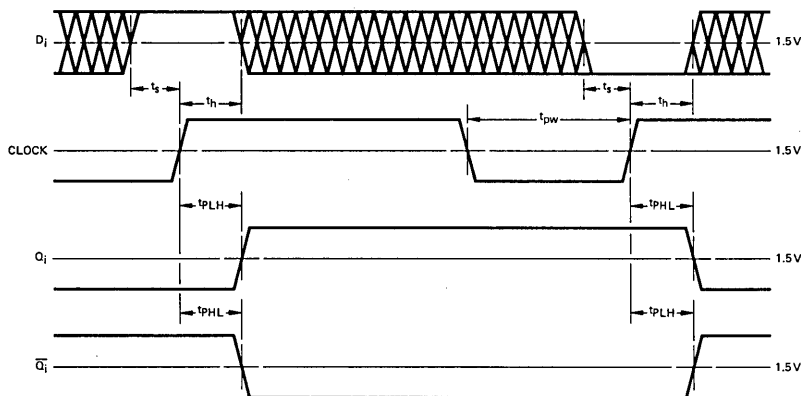 Di 1.5V
ts th ts th
tpw
CLOCK 1.5V
tPLH tPHL
Qi 1.5V
tPHL tPLH
Q̅i 1.5V